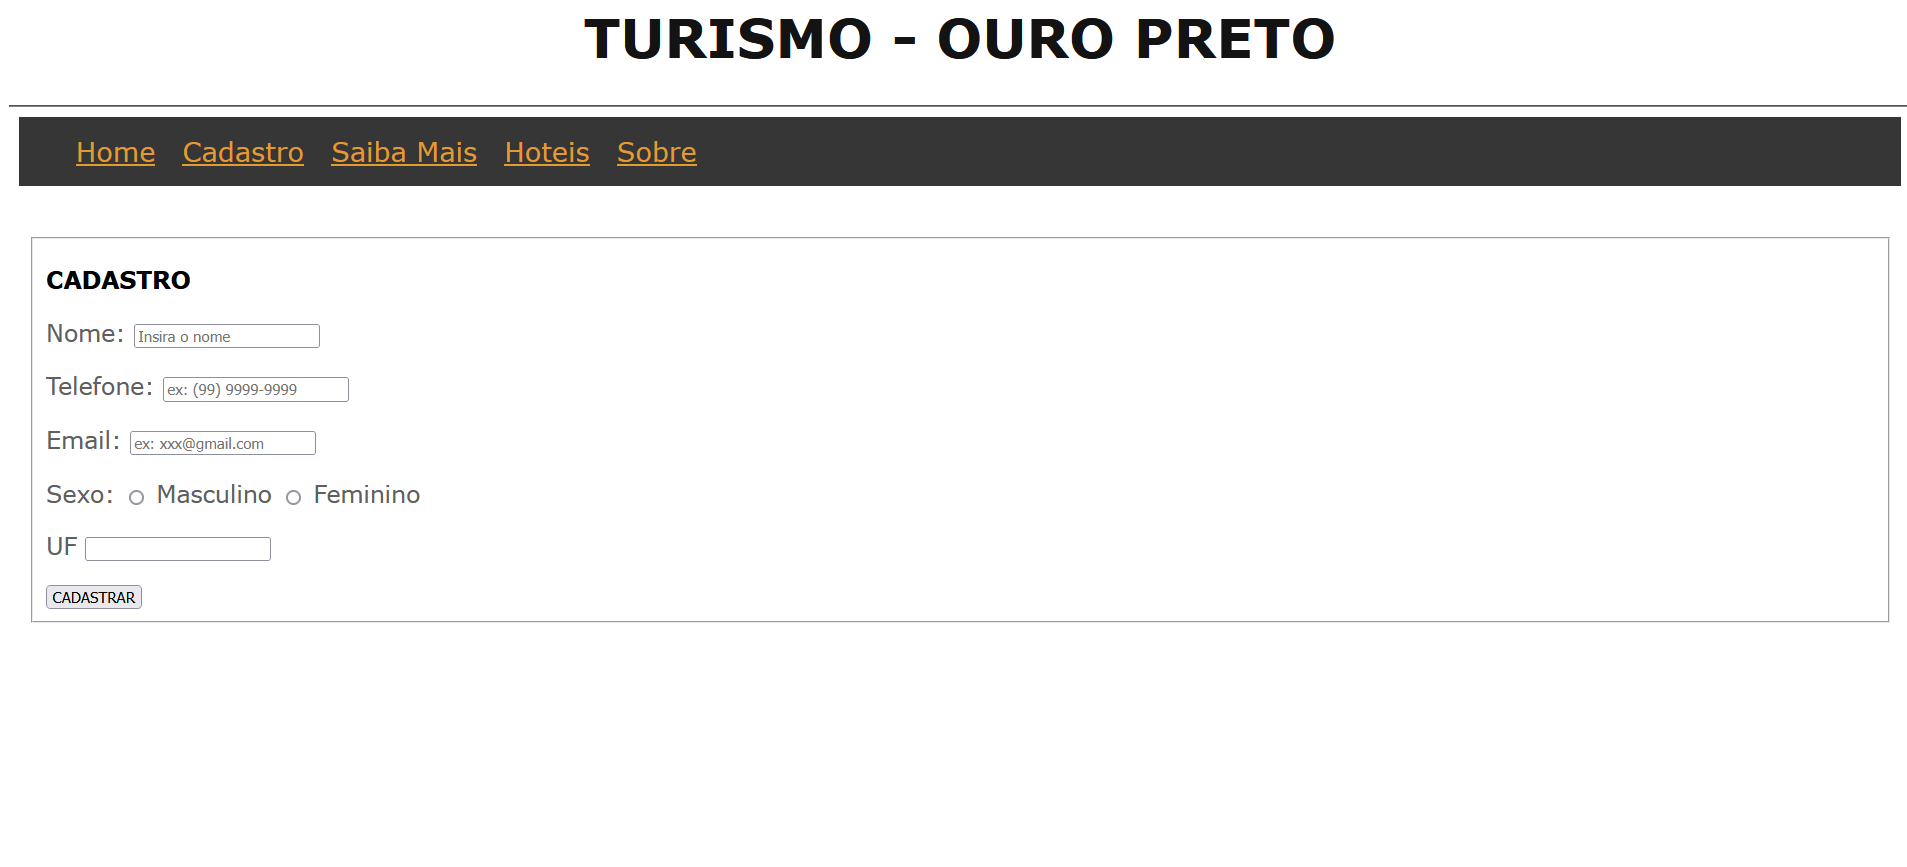 TURISMO – OURO PRETO
Home Cadastro Saiba Mais Hoteis Sobre
CADASTRO
Nome: Insira o nome
Telefone: ex: (99) 9999-9999
Email: ex: xxx@gmail.com
Sexo: Masculino Feminino
UF
CADASTRAR